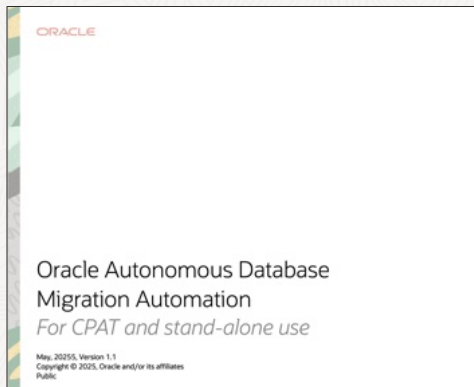 ORACLE
Oracle Autonomous Database
Migration Automation
For CPAT and stand-alone use
May, 20255, Version 1.1
Copyright © 2025, Oracle and/or its affiliates
Public